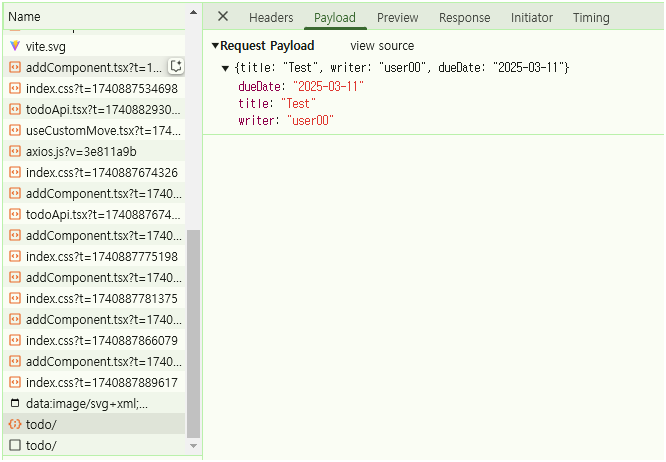 Name
vite.svg
addComponent.tsx?t=1...
index.css?t=1740887534698
todoApi.tsx?t=1740882930...
useCustomMove.tsx?t=174...
axios.js?v=3e811a9b
index.css?t=1740887674326
addComponent.tsx?t=1740...
todoApi.tsx?t=1740887674...
addComponent.tsx?t=1740...
index.css?t=1740887775198
addComponent.tsx?t=1740...
index.css?t=1740887781375
addComponent.tsx?t=1740...
index.css?t=1740887866079
addComponent.tsx?t=1740...
index.css?t=1740887889617
data:image/svg+xml;...
todo/
todo/
Headers Payload Preview Response Initiator Timing
Request Payload view source
{title: "Test", writer: "user00", dueDate: "2025-03-11"}
dueDate: "2025-03-11"
title: "Test"
writer: "user00"